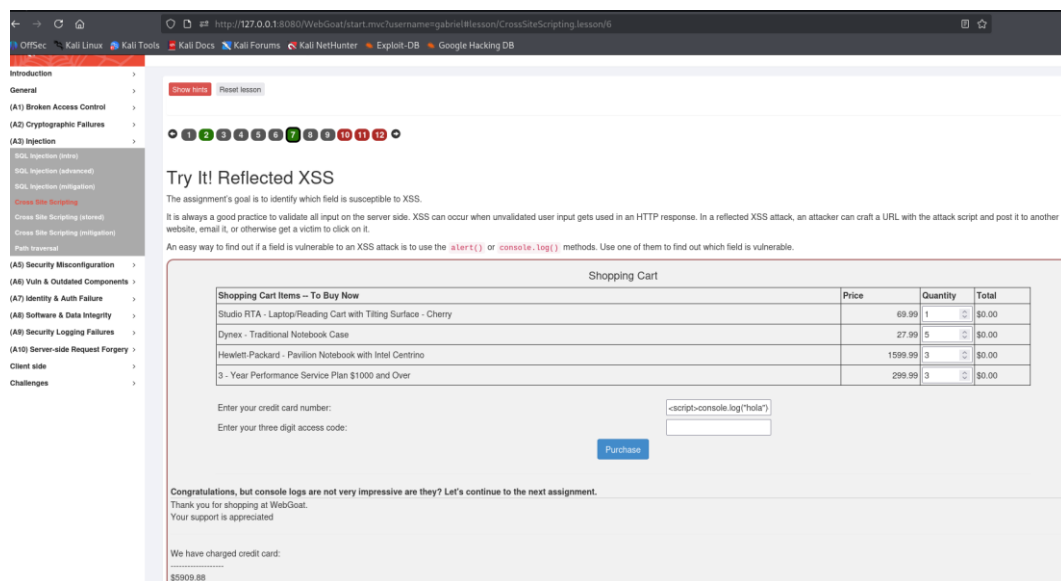 http://127.0.0.1:8080/WebGoat/start.mvc?username=gabriel#lesson/CrossSiteScripting.lesson/6
OffSec Kali Linux Kali Tools Kali Docs Kali Forums Kali NetHunter Exploit-DB Google Hacking DB
Introduction
General
(A1) Broken Access Control
(A2) Cryptographic Failures
(A3) Injection
SQL Injection (intro)
SQL Injection (advanced)
SQL Injection (mitigation)
Cross Site Scripting
Cross Site Scripting (stored)
Cross Site Scripting (mitigation)
Path traversal
(A5) Security Misconfiguration
(A6) Vuln & Outdated Components
(A7) Identity & Auth Failure
(A8) Software & Data Integrity
(A9) Security Logging Failures
(A10) Server-side Request Forgery
Client side
Challenges
Show hints Reset lesson
1 2 3 4 5 6 7 8 9 10 11 12
Try It! Reflected XSS
The assignment's goal is to identify which field is susceptible to XSS.
It is always a good practice to validate all input on the server side. XSS can occur when unvalidated user input gets used in an HTTP response. In a reflected XSS attack, an attacker can craft a URL with the attack script and post it to another
website, email it, or otherwise get a victim to click on it.
An easy way to find out if a field is vulnerable to an XSS attack is to use the alert() or console.log() methods. Use one of them to find out which field is vulnerable.
Shopping Cart
Shopping Cart Items -- To Buy Now Price Quantity Total
Studio RTA - Laptop/Reading Cart with Tilting Surface - Cherry 69.99 1 $0.00
Dynex - Traditional Notebook Case 27.99 5 $0.00
Hewlett-Packard - Pavilion Notebook with Intel Centrino 1599.99 3 $0.00
3 - Year Performance Service Plan $1000 and Over 299.99 3 $0.00
Enter your credit card number: <script>console.log("hola")
Enter your three digit access code:
Purchase
Congratulations, but console logs are not very impressive are they? Let's continue to the next assignment.
Thank you for shopping at WebGoat.
Your support is appreciated
We have charged credit card:
-------------------
$5909.88